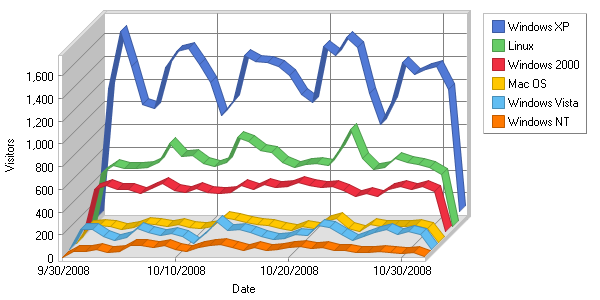 Windows XP
Linux
Windows 2000
Mac OS
Windows Vista
Windows NT
Visitors
1,600
1,400
1,200
1,000
800
600
400
200
0
9/30/2008 10/10/2008 10/20/2008 10/30/2008
Date